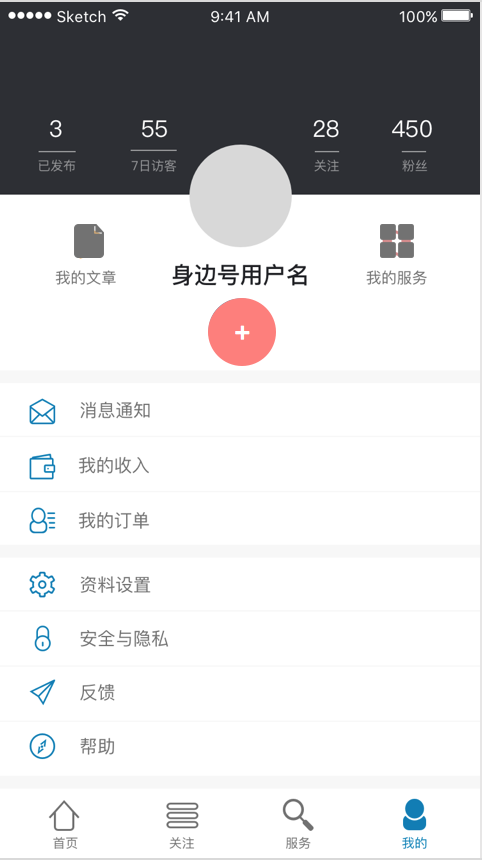 Sketch 9:41 AM 100%
3 55 28 450
已发布 7日访客 关注 粉丝
我的文章 身边号用户名 我的服务
+
消息通知
我的收入
我的订单
资料设置
安全与隐私
反馈
帮助
首页 关注 服务 我的